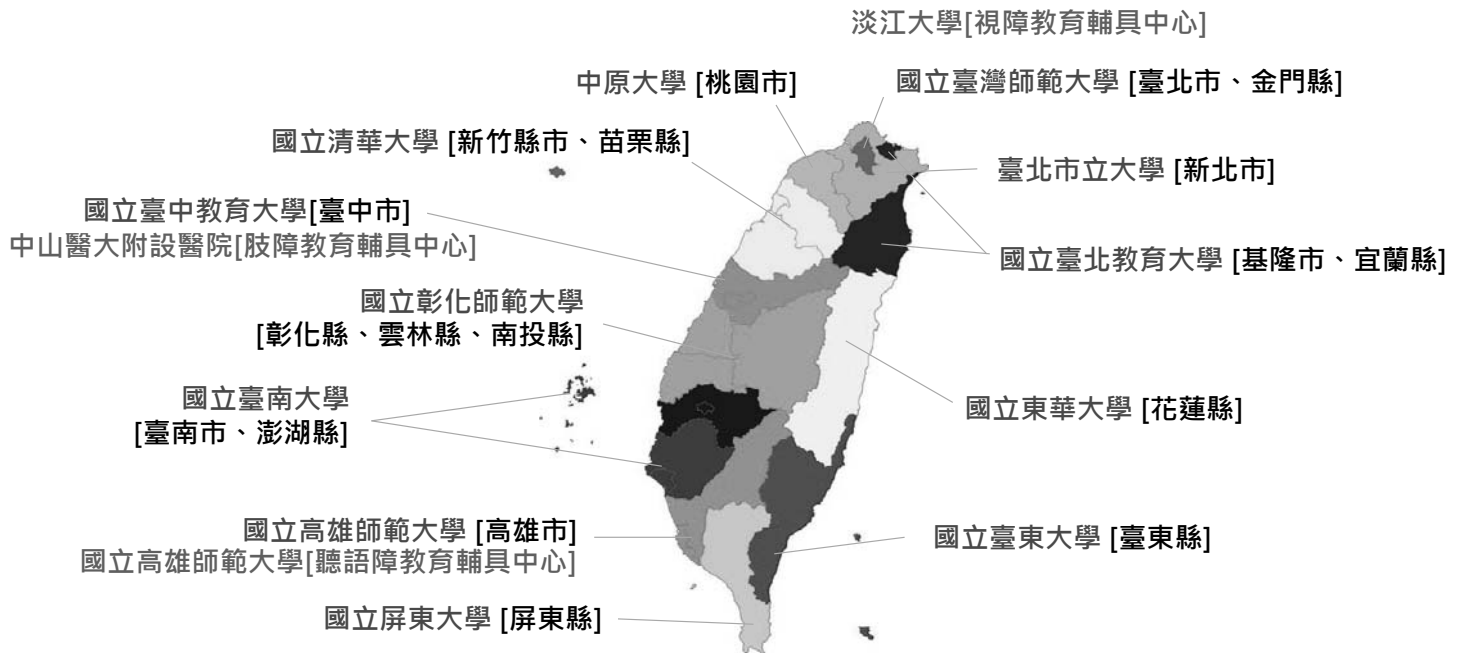 淡江大學[視障教育輔具中心]
中原大學 [桃園市]
國立臺灣師範大學 [臺北市、金門縣]
國立清華大學 [新竹縣市、苗栗縣]
臺北市立大學 [新北市]
國立臺中教育大學[臺中市]
中山醫大附設醫院[肢障教育輔具中心]
國立臺北教育大學 [基隆市、宜蘭縣]
國立彰化師範大學
[彰化縣、雲林縣、南投縣]
國立臺南大學
[臺南市、澎湖縣]
國立東華大學 [花蓮縣]
國立高雄師範大學 [高雄市]
國立高雄師範大學[聽語障教育輔具中心]
國立臺東大學 [臺東縣]
國立屏東大學 [屏東縣]